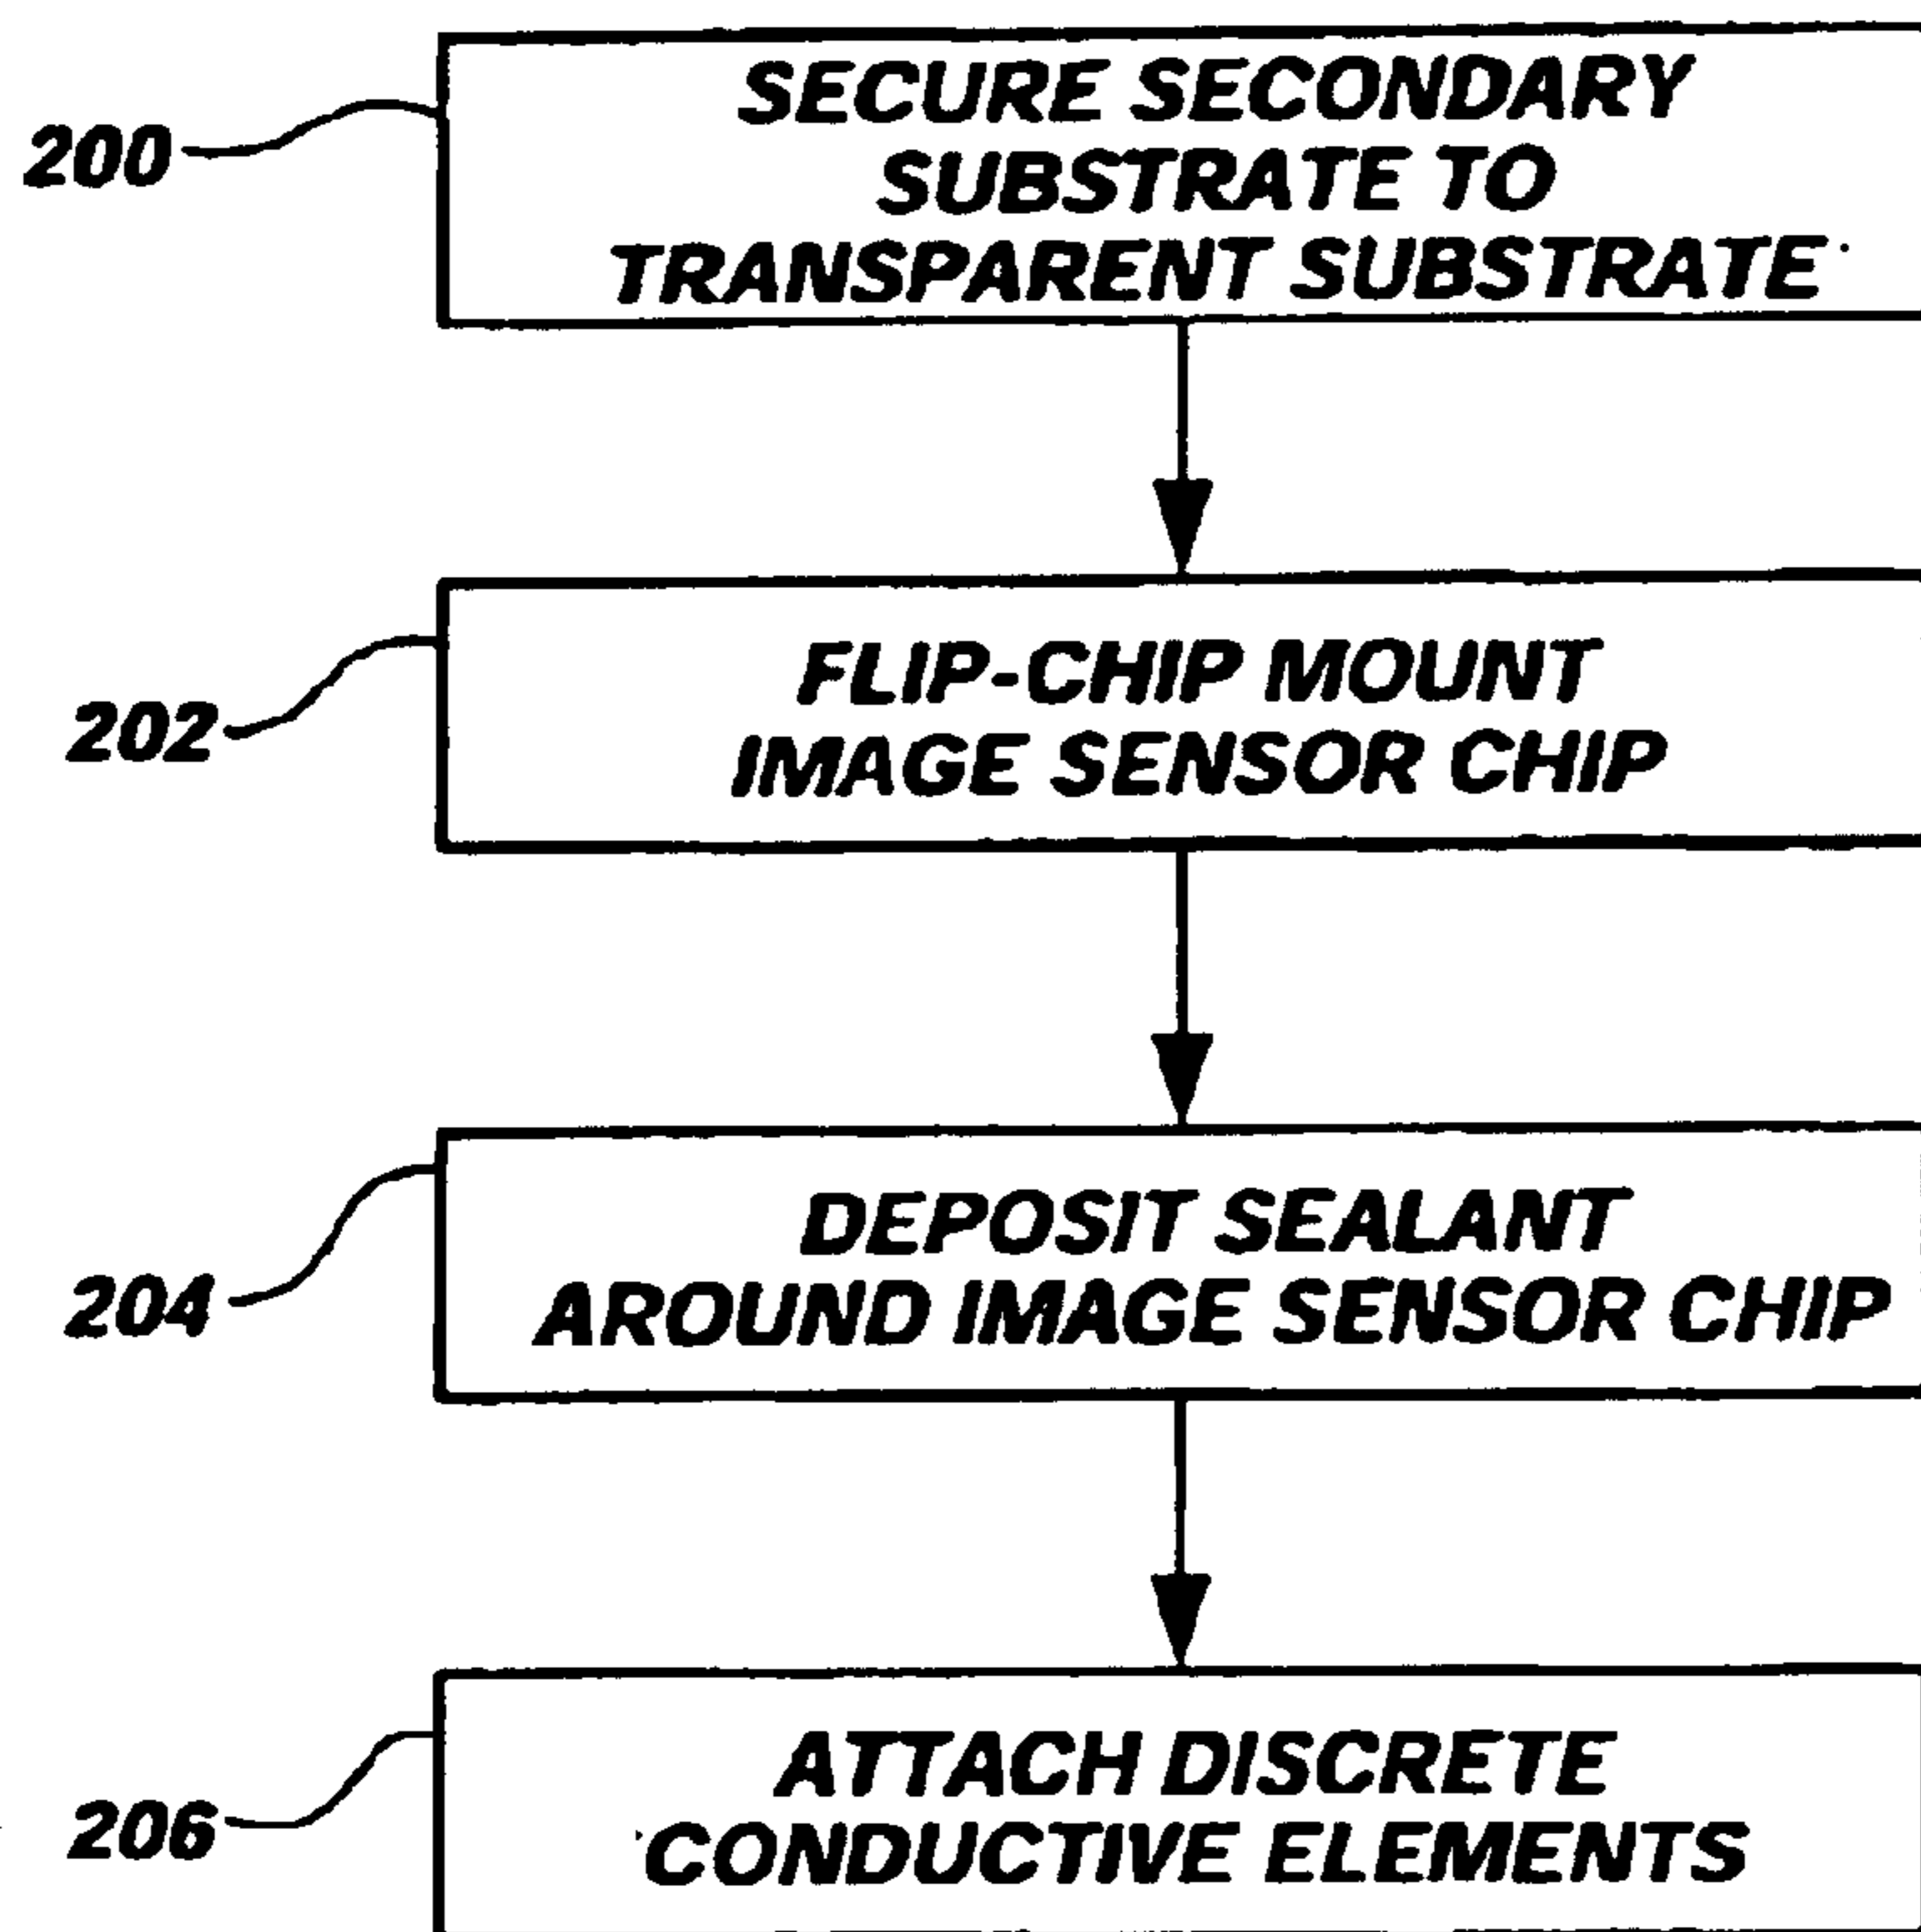 200
SECURE SECONDARY
SUBSTRATE TO
TRANSPARENT SUBSTRATE
202
FLIP-CHIP MOUNT
IMAGE SENSOR CHIP
204
DEPOSIT SEALANT
AROUND IMAGE SENSOR CHIP
206
ATTACH DISCRETE
CONDUCTIVE ELEMENTS